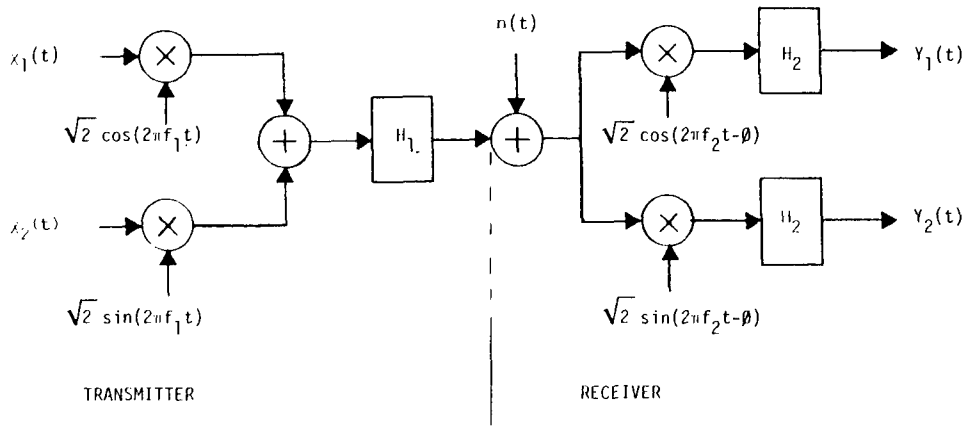 X₁(t)
√2 cos(2πf₁t)
X₂(t)
√2 sin(2πf₁t)
H₁
n(t)
√2 cos(2πf₂t-ø)
H₂
Y₁(t)
√2 sin(2πf₂t-ø)
H₂
Y₂(t)
TRANSMITTER
RECEIVER